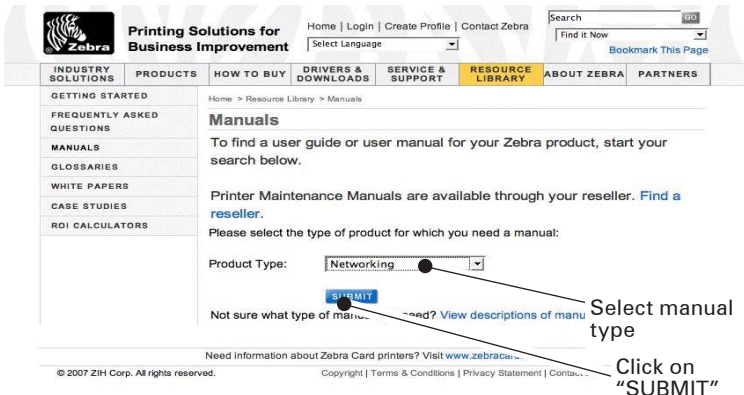 Zebra
Printing Solutions for
Business Improvement
Home | Login | Create Profile | Contact Zebra
Select Language
Search
GO
Find it Now
Bookmark This Page
INDUSTRY SOLUTIONS
PRODUCTS
HOW TO BUY
DRIVERS & DOWNLOADS
SERVICE & SUPPORT
RESOURCE LIBRARY
ABOUT ZEBRA
PARTNERS
GETTING STARTED
FREQUENTLY ASKED
QUESTIONS
MANUALS
GLOSSARIES
WHITE PAPERS
CASE STUDIES
ROI CALCULATORS
Home > Resource Library > Manuals
Manuals
To find a user guide or user manual for your Zebra product, start your
search below.
Printer Maintenance Manuals are available through your reseller. Find a
reseller.
Please select the type of product for which you need a manual:
Product Type:
Networking
SUBMIT
Not sure what type of need? View descriptions of
Select manual
type
Need information about Zebra Card printers? Visit
Click on
“SUBMIT”
© 2007 ZIH Corp. All rights reserved.
Copyright | Terms & Conditions | Privacy Statement |